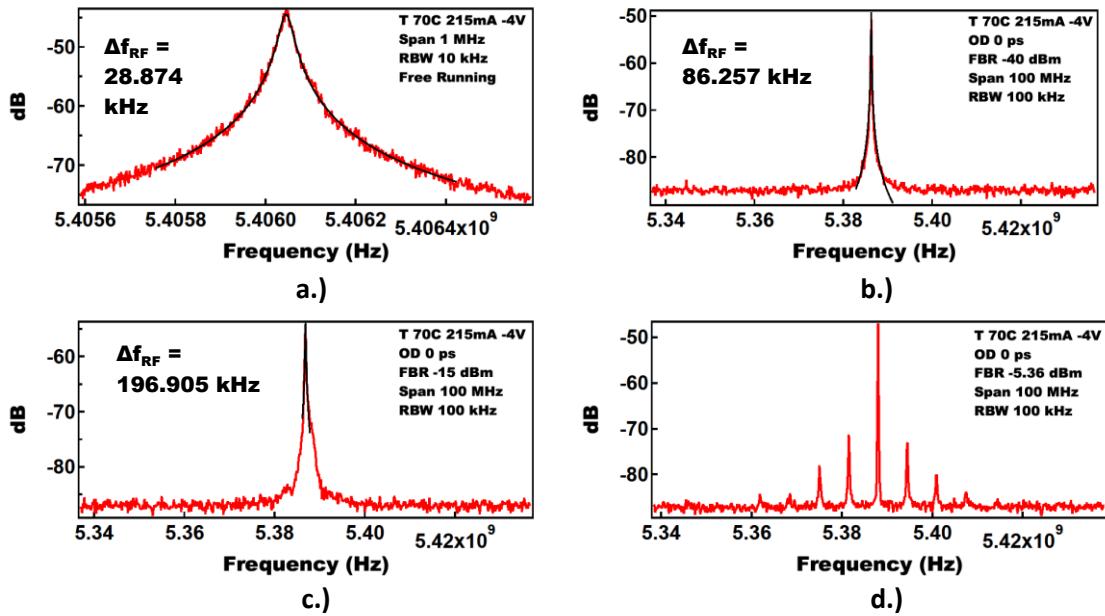 T 70C 215mA -4V
Span 1 MHz
RBW 10 kHz
Free Running
Δf_RF =
28.874
kHz
-50
-60
-70
dB
5.4056
5.4058
5.4060
5.4062
5.4064x10^9
Frequency (Hz)
a.)
T 70C 215mA -4V
OD 0 ps
FBR -40 dBm
Span 100 MHz
RBW 100 kHz
Δf_RF =
86.257 kHz
-50
-60
-70
-80
dB
5.34
5.36
5.38
5.40
5.42x10^9
Frequency (Hz)
b.)
T 70C 215mA -4V
OD 0 ps
FBR -15 dBm
Span 100 MHz
RBW 100 kHz
Δf_RF =
196.905 kHz
-60
-70
-80
dB
5.34
5.36
5.38
5.40
5.42x10^9
Frequency (Hz)
c.)
T 70C 215mA -4V
OD 0 ps
FBR -5.36 dBm
Span 100 MHz
RBW 100 kHz
-50
-60
-70
-80
dB
5.34
5.36
5.38
5.40
5.42x10^9
Frequency (Hz)
d.)